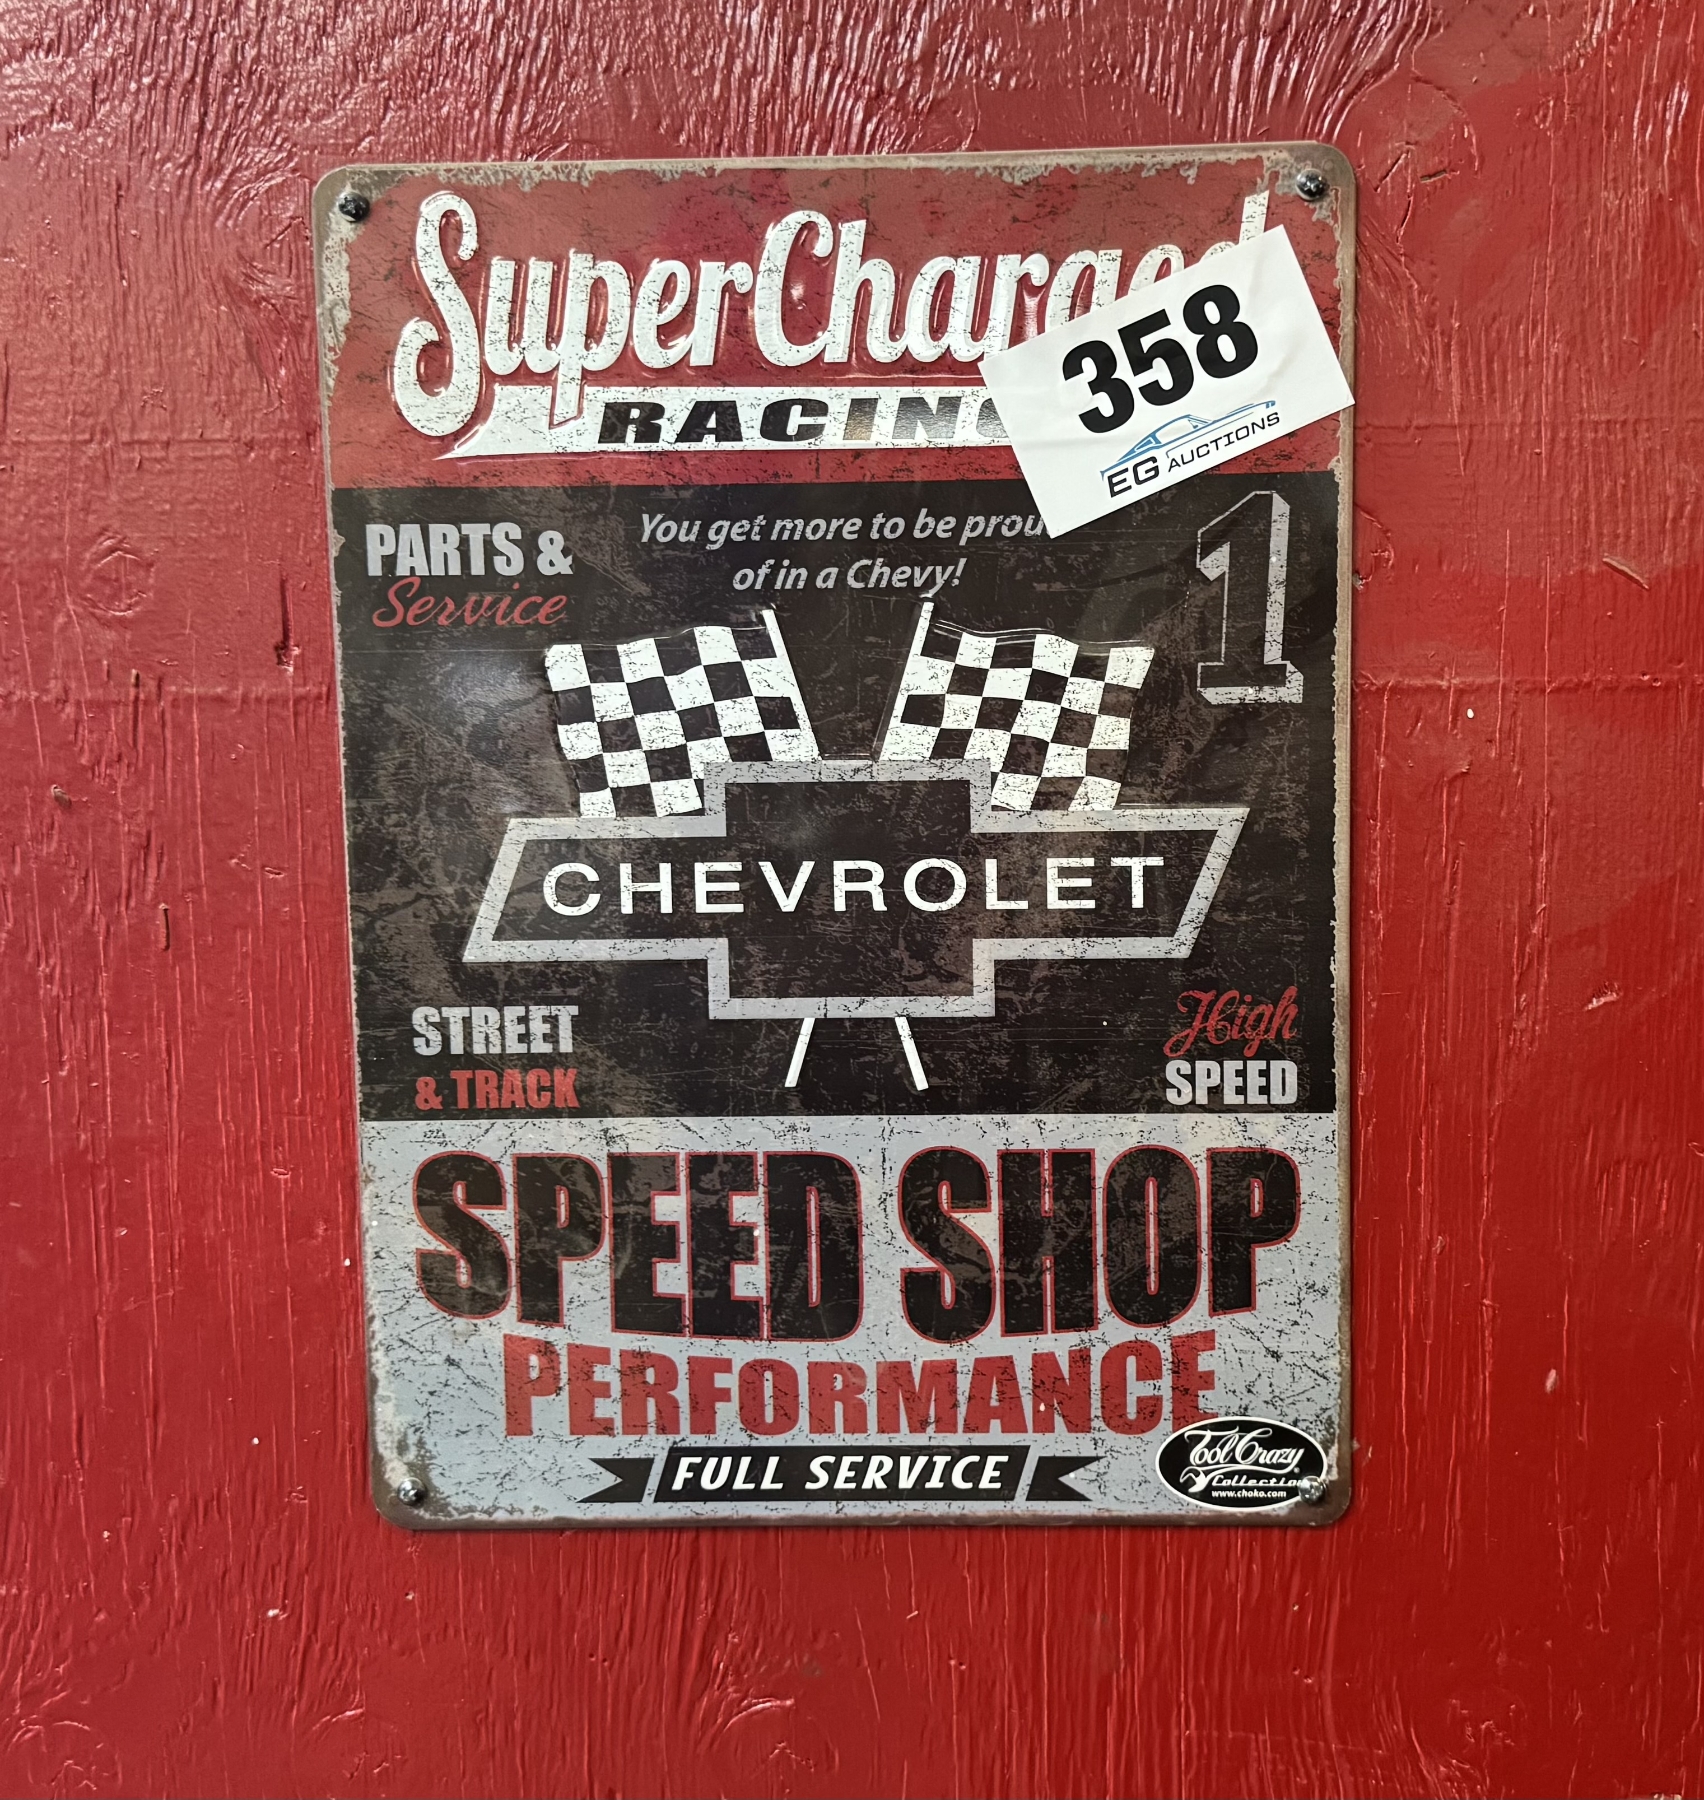 SuperCharged
RACING
358
EG AUCTIONS
PARTS &
Service
You get more to be proud
of in a Chevy!
1
CHEVROLET
STREET
& TRACK
High
SPEED
SPEED SHOP
PERFORMANCE
FULL SERVICE
Tool Crazy
Collection
www.choko.com